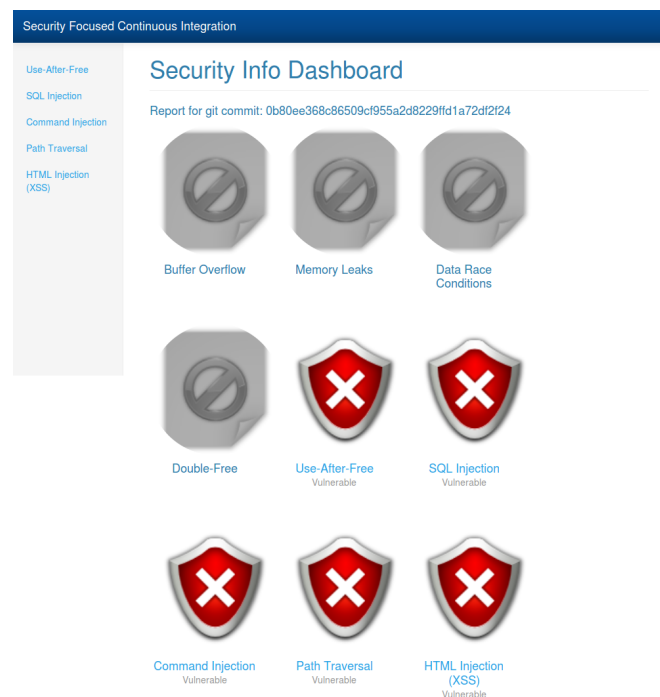 Security Focused Continuous Integration
Use-After-Free
SQL Injection
Command Injection
Path Traversal
HTML Injection
(XSS)
Security Info Dashboard
Report for git commit: 0b80ee368c86509cf955a2d8229ffd1a72df2f24
Buffer Overflow
Memory Leaks
Data Race
Conditions
Double-Free
Use-After-Free
Vulnerable
SQL Injection
Vulnerable
Command Injection
Vulnerable
Path Traversal
Vulnerable
HTML Injection
(XSS)
Vulnerable